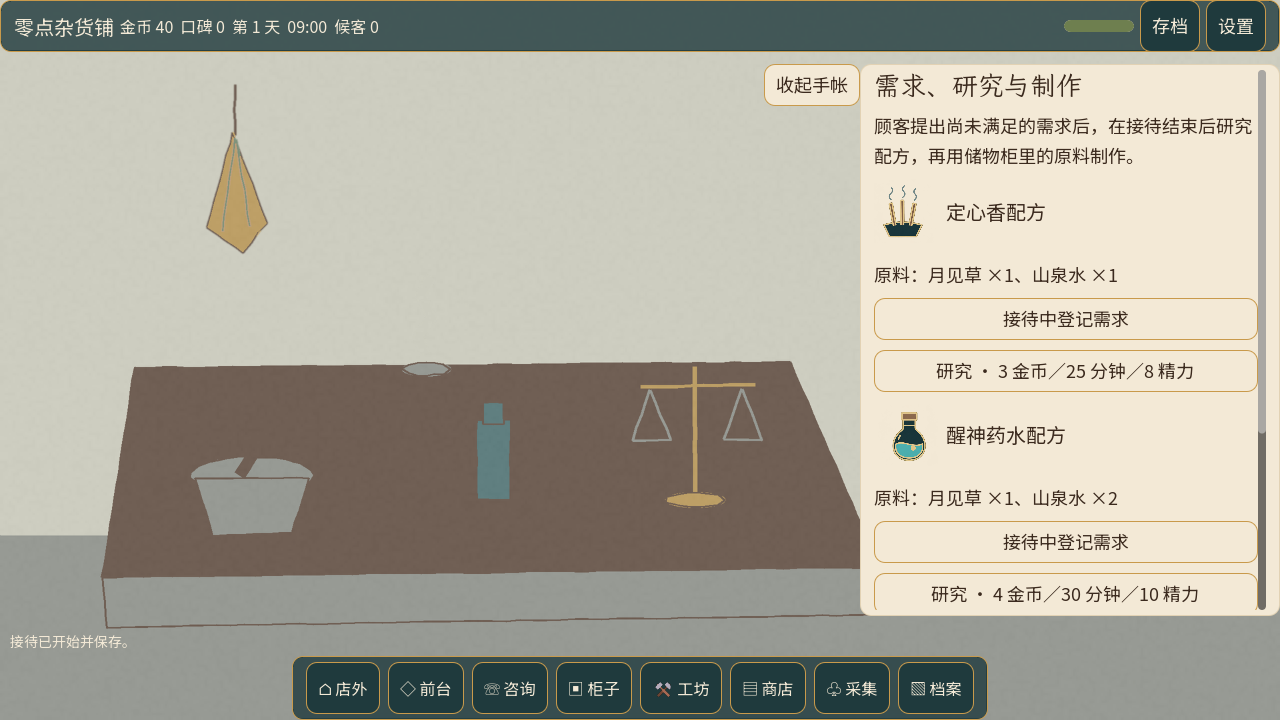 零点杂货铺 金币 40 口碑 0 第 1 天 09:00 候客 0
存档
设置
收起手帐
需求、研究与制作
顾客提出尚未满足的需求后，在接待结束后研究
配方，再用储物柜里的原料制作。
定心香配方
原料：月见草 ×1、山泉水 ×1
接待中登记需求
研究 · 3 金币／25 分钟／8 精力
醒神药水配方
原料：月见草 ×1、山泉水 ×2
接待中登记需求
研究 · 4 金币／30 分钟／10 精力
接待已开始并保存。
店外
前台
咨询
柜子
工坊
商店
采集
档案